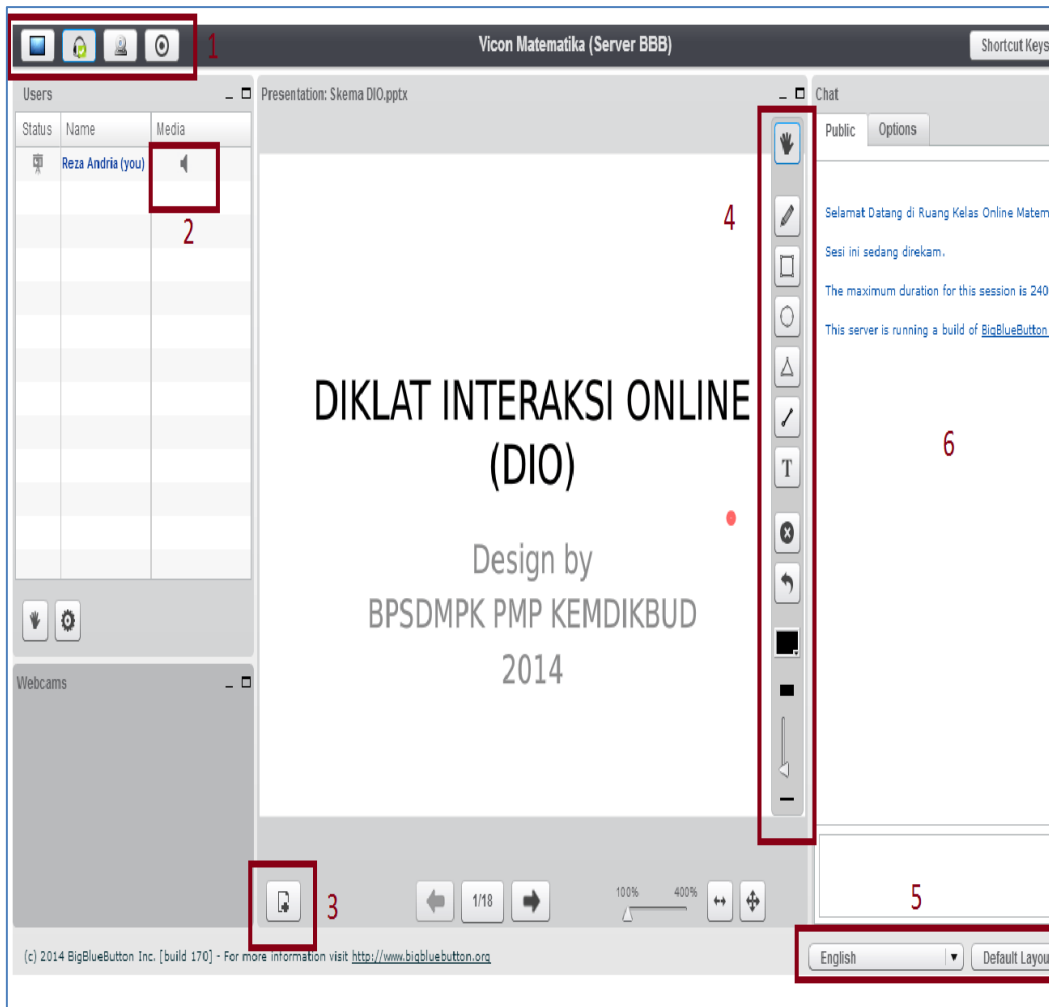 1
Vicon Matematika (Server BBB)
Shortcut Keys
Users
Status Name Media
Reza Andria (you)
2
Webcams
Presentation: Skema DIO.pptx
DIKLAT INTERAKSI ONLINE
(DIO)
Design by
BPSDMPK PMP KEMDIKBUD
2014
4
T
3
1/18
100% 400%
Chat
Public Options
Selamat Datang di Ruang Kelas Online Matem
Sesi ini sedang direkam.
The maximum duration for this session is 240
This server is running a build of BigBlueButton
6
5
(c) 2014 BigBlueButton Inc. [build 170] - For more information visit http://www.bigbluebutton.org
English Default Layou